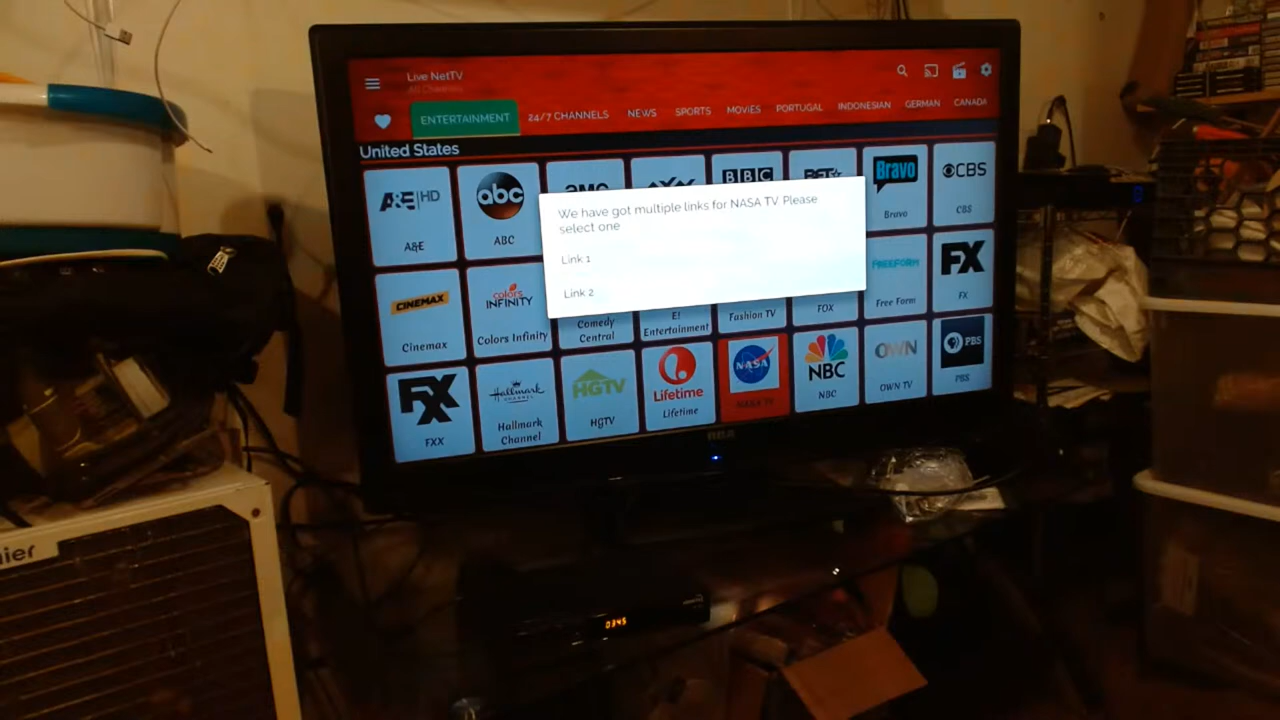 Live NetTV
All Channels
ENTERTAINMENT
24/7 CHANNELS
NEWS
SPORTS
MOVIES
PORTUGAL
INDONESIAN
GERMAN
CANADA
United States
A&E HD
abc
BBC
Bravo
CBS
A&E
ABC
Bravo
CBS
We have got multiple links for NASA TV. Please
select one
Link 1
Link 2
CINEMAX
colors
INFINITY
FREEFORM
FX
Cinemax
Colors Infinity
Comedy
Central
E!
Entertainment
Fashion TV
FOX
Free Form
FX
FXX
Hallmark
CHANNEL
HGTV
Lifetime
NASA
NBC
OWN
PBS
FXX
Hallmark
Channel
HGTV
Lifetime
NASA TV
NBC
OWN TV
PBS
RCA
0345